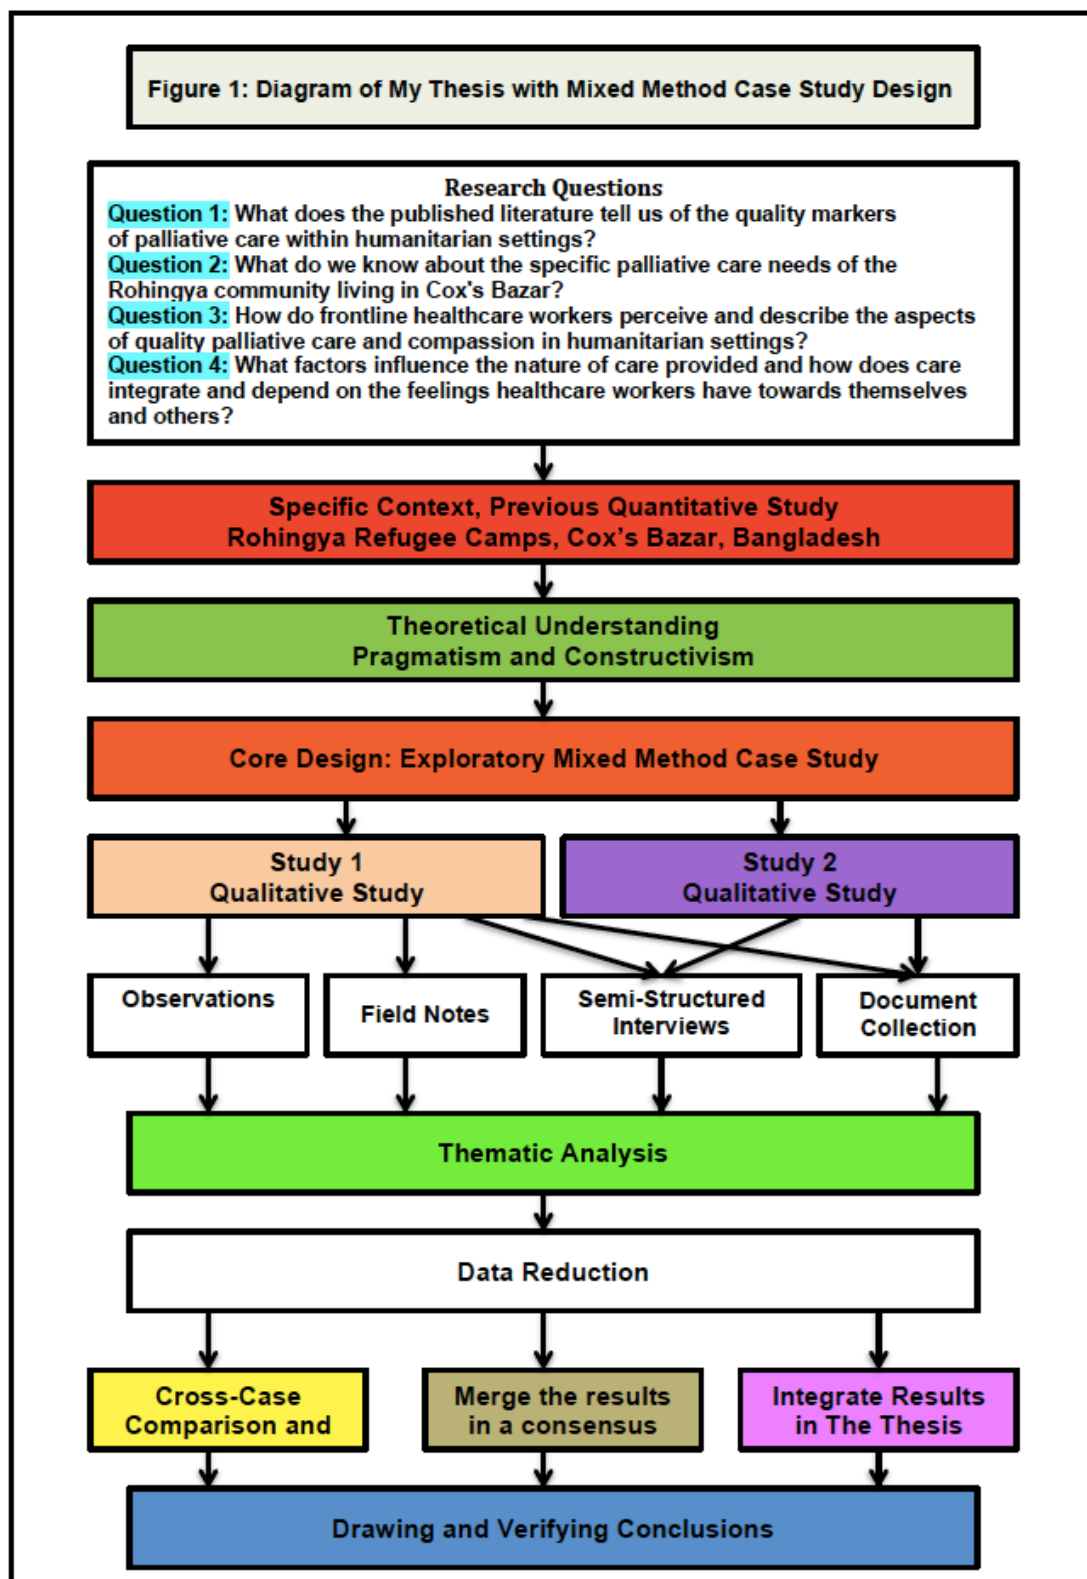 Figure 1: Diagram of My Thesis with Mixed Method Case Study Design
Research Questions
Question 1: What does the published literature tell us of the quality markers
of palliative care within humanitarian settings?
Question 2: What do we know about the specific palliative care needs of the
Rohingya community living in Cox's Bazar?
Question 3: How do frontline healthcare workers perceive and describe the aspects
of quality palliative care and compassion in humanitarian settings?
Question 4: What factors influence the nature of care provided and how does care
integrate and depend on the feelings healthcare workers have towards themselves
and others?
Specific Context, Previous Quantitative Study
Rohingya Refugee Camps, Cox’s Bazar, Bangladesh
Theoretical Understanding
Pragmatism and Constructivism
Core Design: Exploratory Mixed Method Case Study
Study 1
Qualitative Study
Study 2
Qualitative Study
Observations
Field Notes
Semi-Structured
Interviews
Document
Collection
Thematic Analysis
Data Reduction
Cross-Case
Comparison and
Merge the results
in a consensus
Integrate Results
in The Thesis
Drawing and Verifying Conclusions